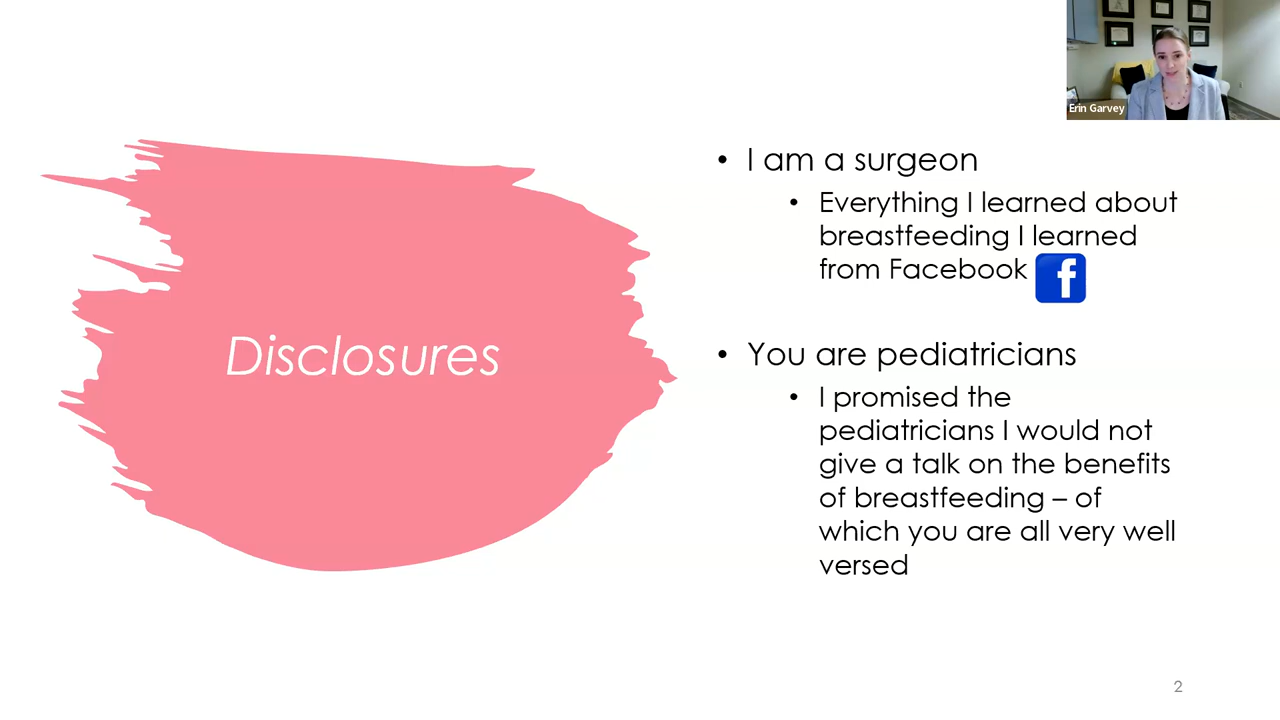 Erin Garvey
Disclosures
• I am a surgeon
• Everything I learned about
breastfeeding I learned
from Facebook f
• You are pediatricians
• I promised the
pediatricians I would not
give a talk on the benefits
of breastfeeding – of
which you are all very well
versed
2